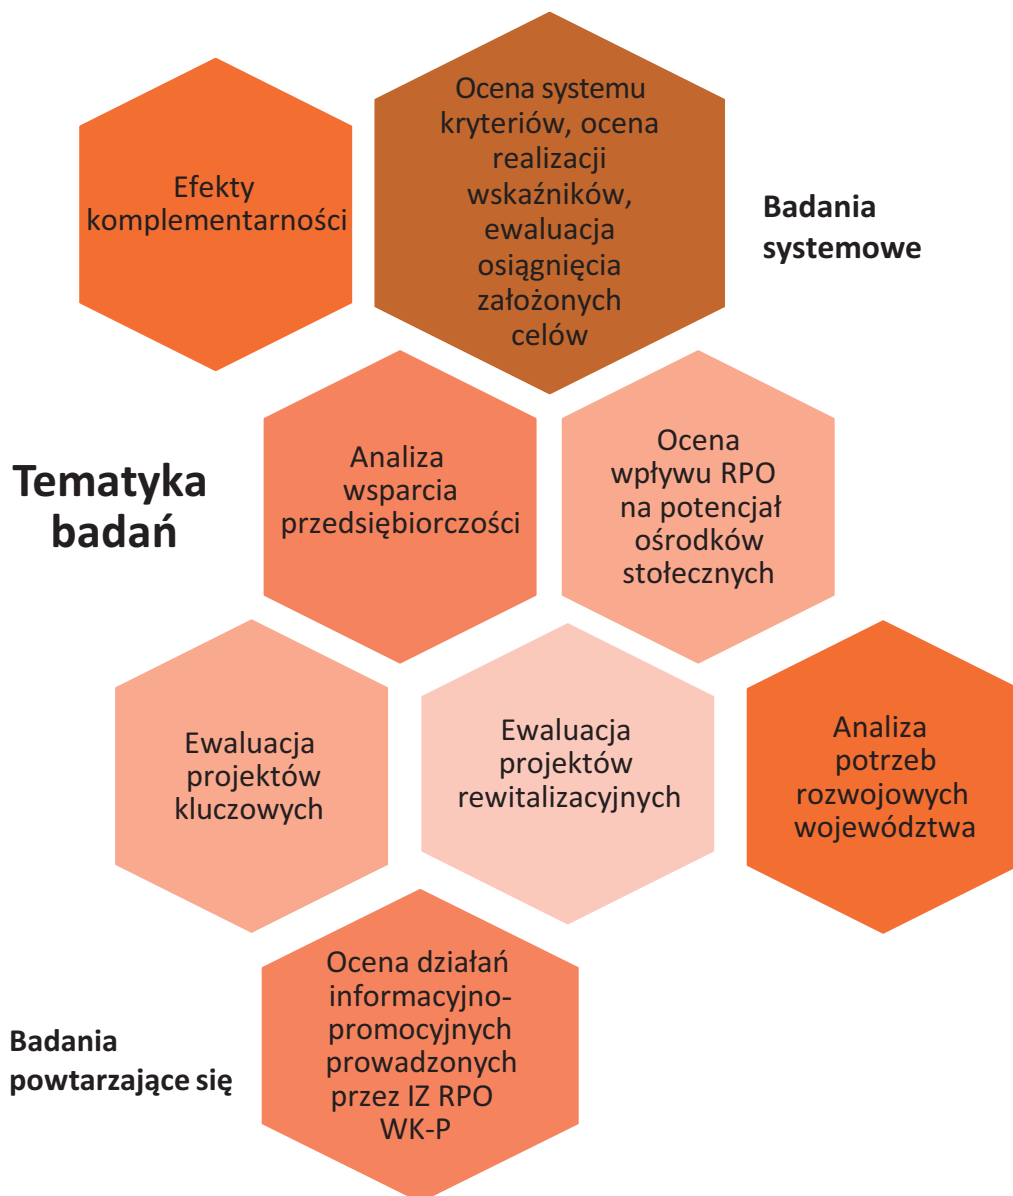 Efekty
komplementarności
Ocena systemu
kryteriów, ocena
realizacji
wskaźników,
ewaluacja
osiągnięcia
założonych
celów
Badania
systemowe
Tematyka
badań
Analiza
wsparcia
przedsiębiorczości
Ocena
wpływu RPO
na potencjał
ośrodków
stołecznych
Ewaluacja
projektów
kluczowych
Ewaluacja
projektów
rewitalizacyjnych
Analiza
potrzeb
rozwojowych
województwa
Badania
powtarzające się
Ocena działań
informacyjno-
promocyjnych
prowadzonych
przez IZ RPO
WK-P